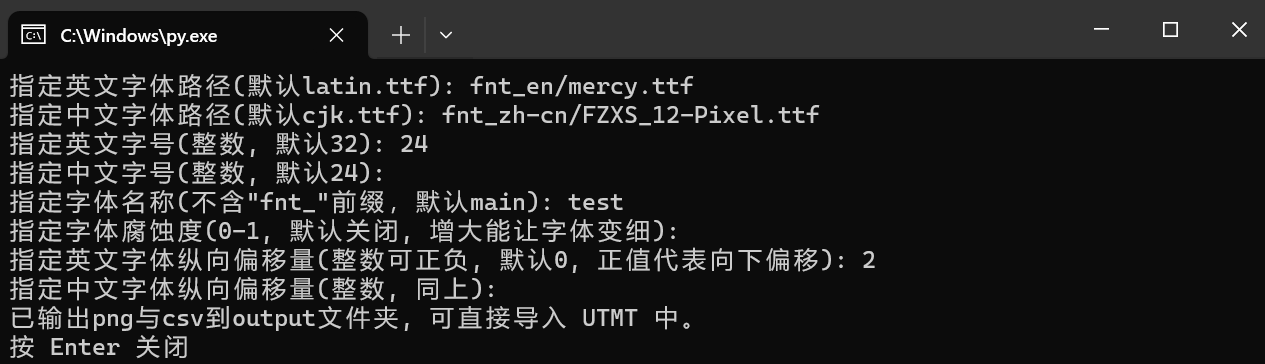 C:\Windows\py.exe
指定英文字体路径(默认latin.ttf): fnt_en/mercy.ttf
指定中文字体路径(默认cjk.ttf): fnt_zh-cn/FZXS_12-Pixel.ttf
指定英文字号(整数, 默认32): 24
指定中文字号(整数, 默认24):
指定字体名称(不含"fnt_"前缀, 默认main): test
指定字体腐蚀度(0-1, 默认关闭, 增大能让字体变细):
指定英文字体纵向偏移量(整数可正负, 默认0, 正值代表向下偏移): 2
指定中文字体纵向偏移量(整数, 同上):
已输出png与csv到output文件夹, 可直接导入 UTMT 中。
按 Enter 关闭